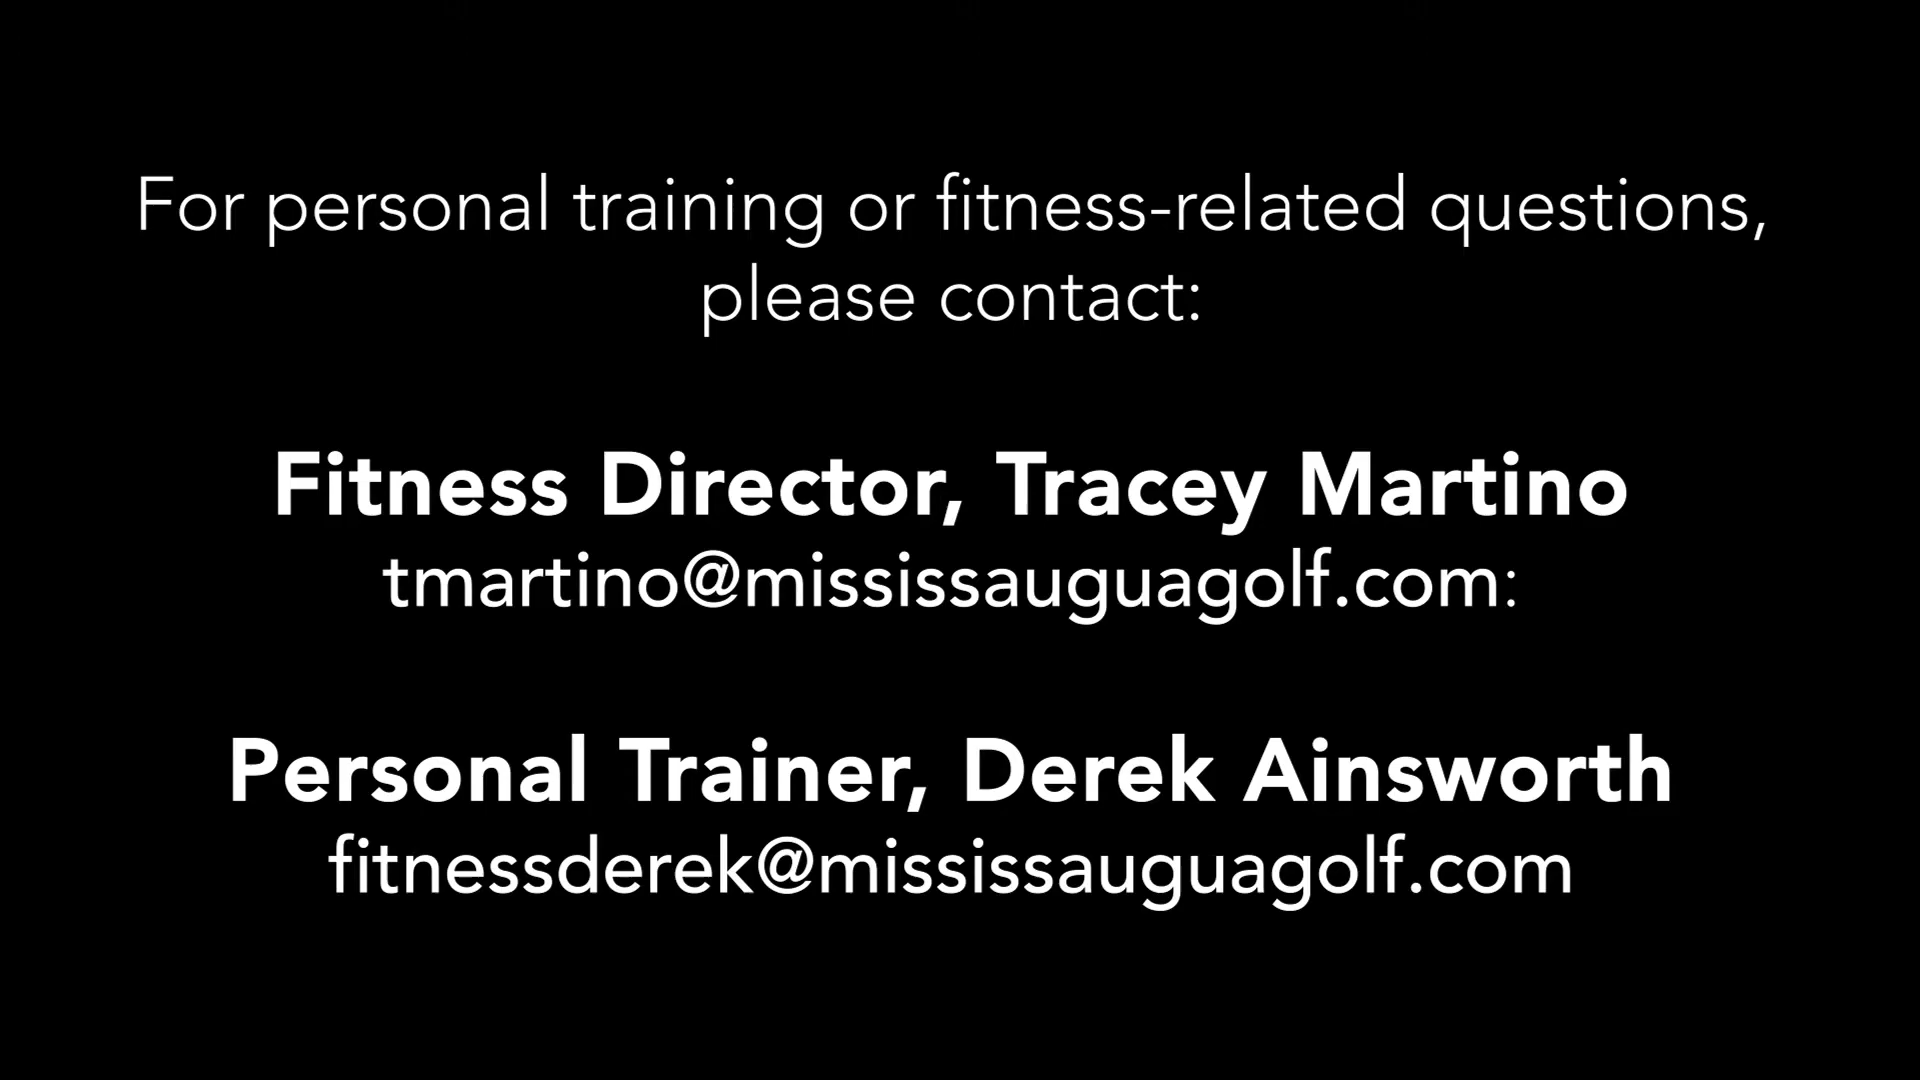 For personal training or fitness-related questions,
please contact:
Fitness Director, Tracey Martino
tmartino@mississauguagolf.com:
Personal Trainer, Derek Ainsworth
fitnessderek@mississauguagolf.com